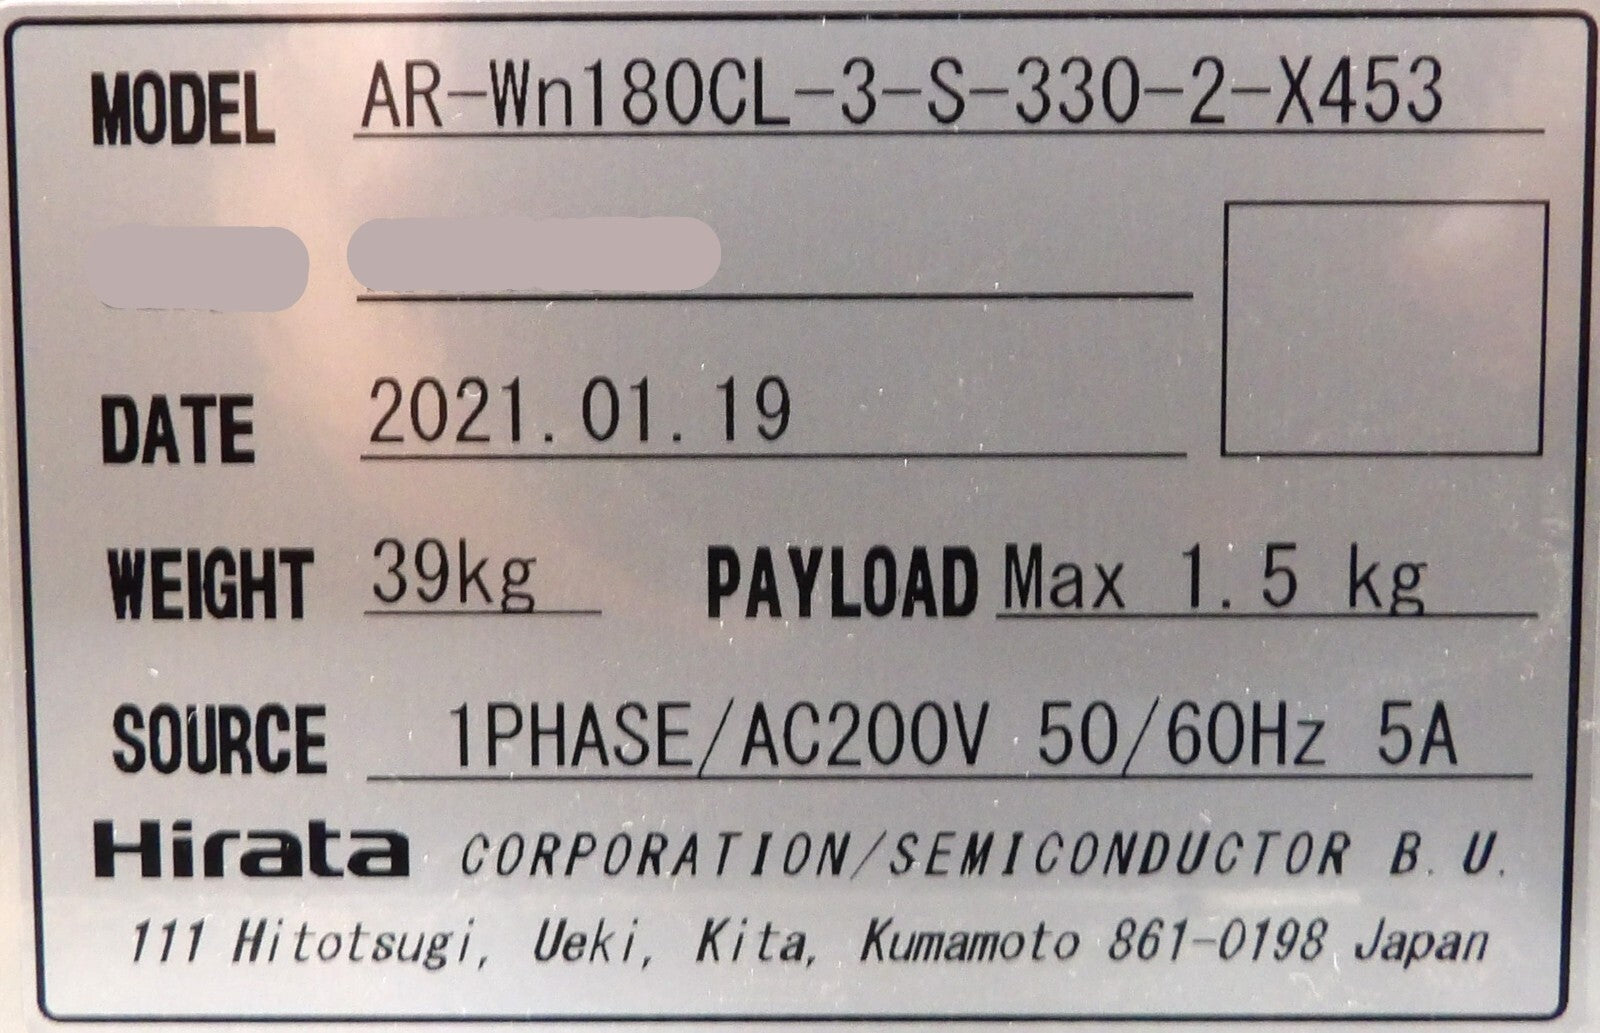 MODEL AR-Wn180CL-3-S-330-2-X453
DATE 2021.01.19
WEIGHT 39kg PAYLOAD Max 1.5 kg
SOURCE 1PHASE/AC200V 50/60Hz 5A
Hirata CORPORATION/SEMICONDUCTOR B.U.
111 Hitotsugi, Ueki, Kita, Kumamoto 861-0198 Japan